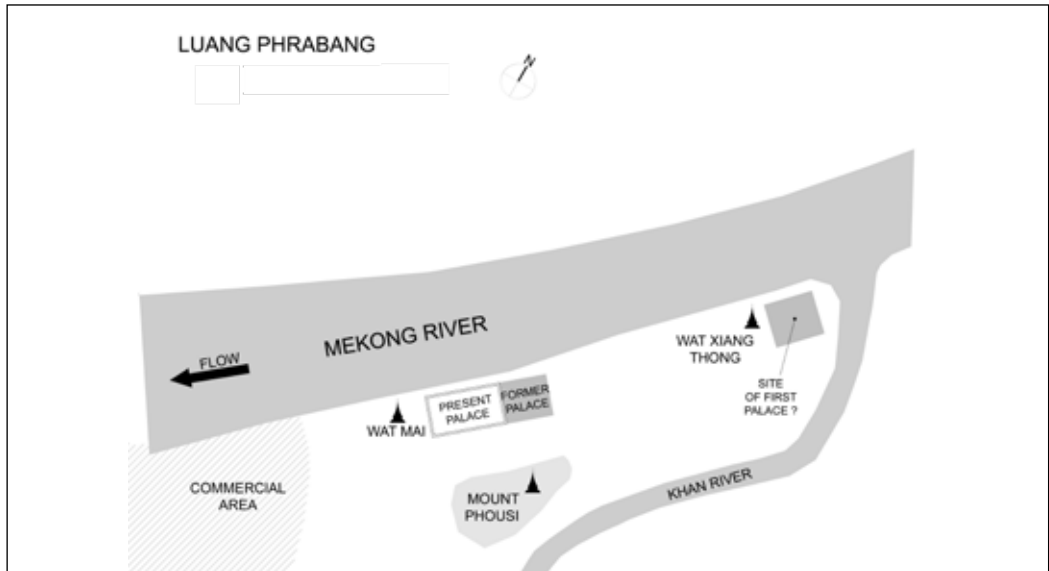 LUANG PHRABANG
N
MEKONG RIVER
FLOW
WAT XIANG
THONG
SITE
OF FIRST
PALACE ?
PRESENT
PALACE
FORMER
PALACE
WAT MAI
COMMERCIAL
AREA
MOUNT
PHOUSI
KHAN RIVER